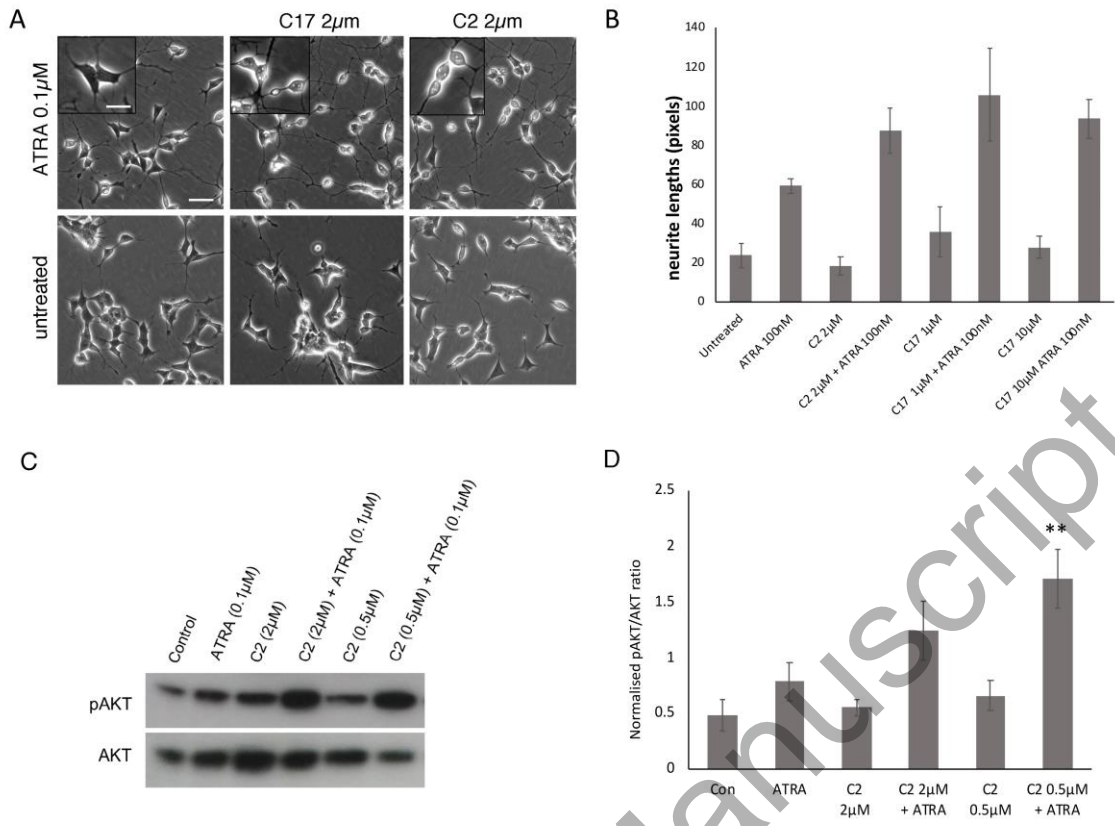 A
C17 2µm
C2 2µm
ATRA 0.1µM
untreated
B
neurite lengths (pixels)
140
120
100
80
60
40
20
0
Untreated
ATRA 100nM
C2 2µM
C2 2µM + ATRA 100nM
C17 1µM
C17 1µM + ATRA 100nM
C17 10µM
C17 10µM ATRA 100nM
C
Control
ATRA (0.1µM)
C2 (2µM)
C2 (2µM) + ATRA (0.1µM)
C2 (0.5µM)
C2 (0.5µM) + ATRA (0.1µM)
pAKT
AKT
D
Normalised pAKT/AKT ratio
2.5
2
1.5
1
0.5
0
**
Con
ATRA
C2
2µM
C2 2µM
+ ATRA
C2
0.5µM
C2 0.5µM
+ ATRA
anuscript